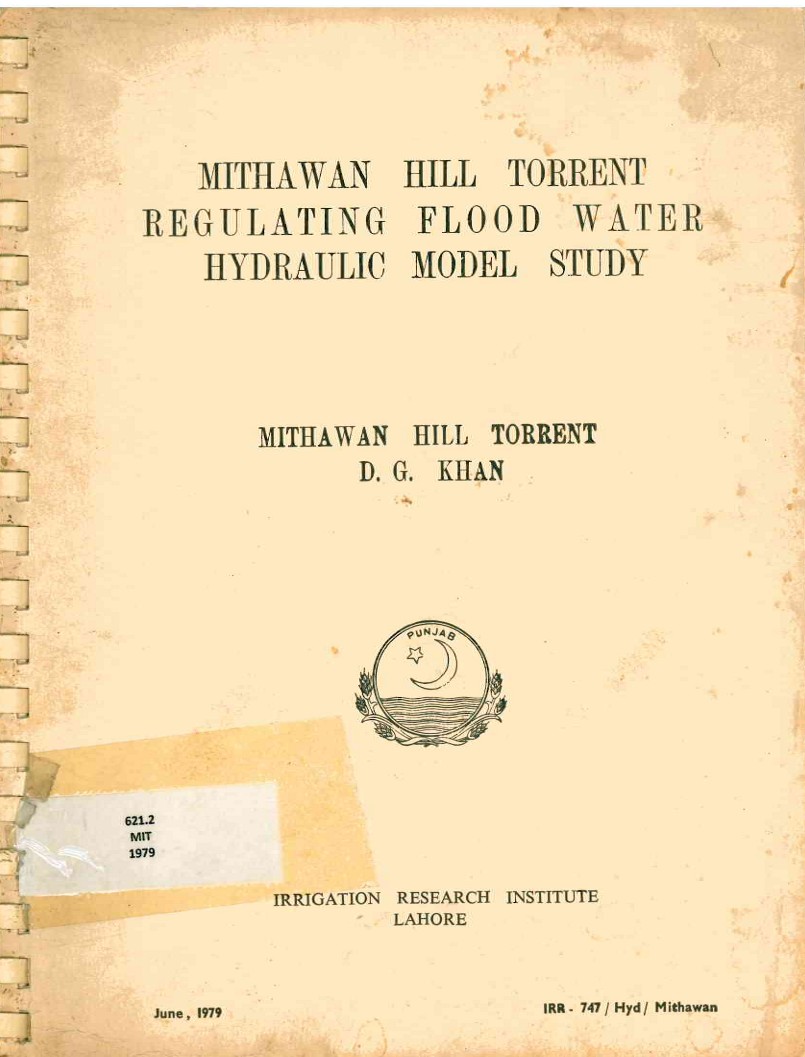 MITHAWAN HILL TORRENT
REGULATING FLOOD WATER
HYDRAULIC MODEL STUDY
MITHAWAN HILL TORRENT
D. G. KHAN
PUNJAB
621.2
MIT
1979
IRRIGATION RESEARCH INSTITUTE
LAHORE
June, 1979
IRR - 747 / Hyd / Mithawan